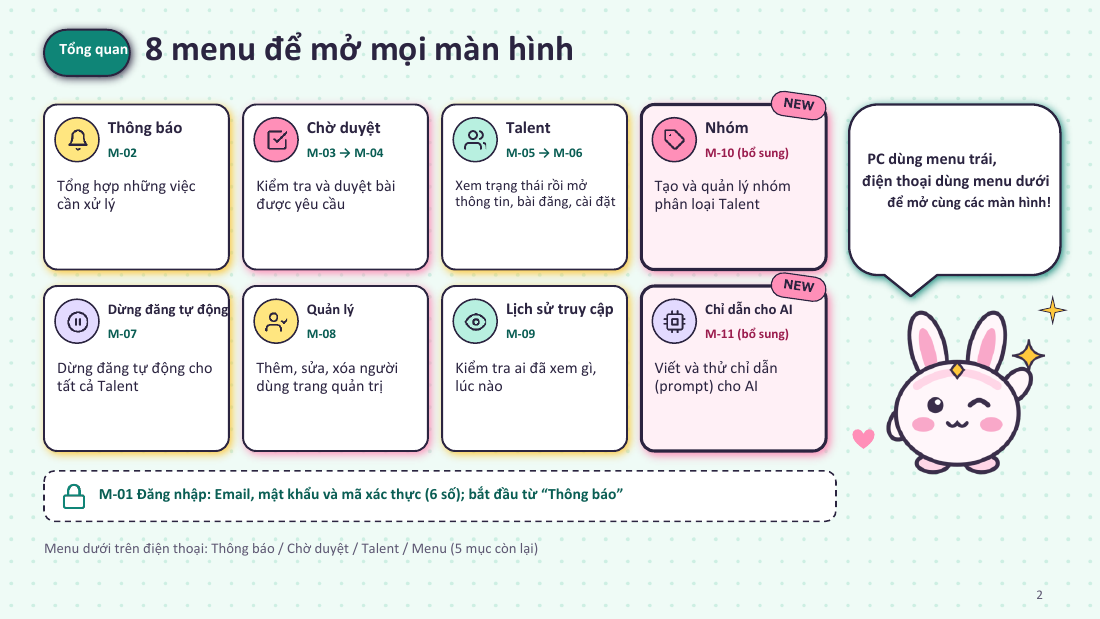 Tổng quan
8 menu để mở mọi màn hình
Thông báo
M-02
Tổng hợp những việc
cần xử lý
Chờ duyệt
M-03 → M-04
Kiểm tra và duyệt bài
được yêu cầu
Talent
M-05 → M-06
Xem trạng thái rồi mở
thông tin, bài đăng, cài đặt
NEW
Nhóm
M-10 (bổ sung)
Tạo và quản lý nhóm
phân loại Talent
PC dùng menu trái,
điện thoại dùng menu dưới
để mở cùng các màn hình!
Dừng đăng tự động
M-07
Dừng đăng tự động cho
tất cả Talent
Quản lý
M-08
Thêm, sửa, xóa người
dùng trang quản trị
Lịch sử truy cập
M-09
Kiểm tra ai đã xem gì,
lúc nào
NEW
Chỉ dẫn cho AI
M-11 (bổ sung)
Viết và thử chỉ dẫn
(prompt) cho AI
M-01 Đăng nhập: Email, mật khẩu và mã xác thực (6 số); bắt đầu từ “Thông báo”
Menu dưới trên điện thoại: Thông báo / Chờ duyệt / Talent / Menu (5 mục còn lại)
2